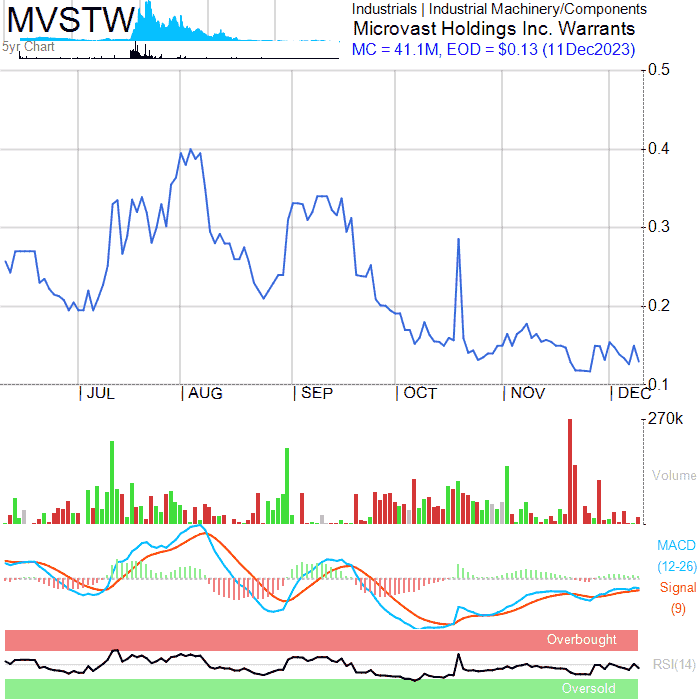 MVSTW
5yr Chart
Industrials | Industrial Machinery/Components
Microvast Holdings Inc. Warrants
MC = 41.1M, EOD = $0.13 (11Dec2023)
0.5
0.4
0.3
0.2
0.1
| JUL | AUG | SEP | OCT | NOV | DEC
270k
Volume
MACD
(12-26)
Signal
(9)
Overbought
RSI(14)
Oversold